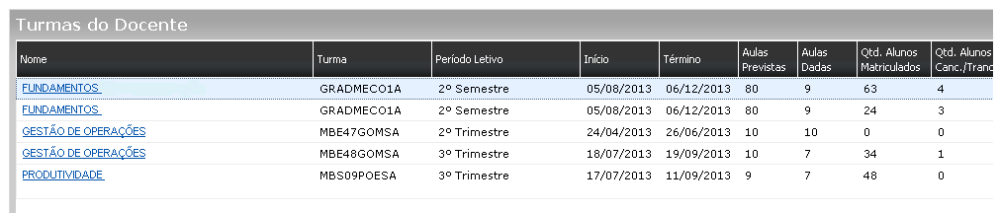 Turmas do Docente
Nome Turma Período Letivo Início Término Aulas Previstas Aulas Dadas Qtd. Alunos Matriculados Qtd. Alunos Canc./Tranc
FUNDAMENTOS GRADMECO1A 2º Semestre 05/08/2013 06/12/2013 80 9 63 4
FUNDAMENTOS GRADMECO1A 2º Semestre 05/08/2013 06/12/2013 80 9 24 3
GESTÃO DE OPERAÇÕES MBE47GOMSA 2º Trimestre 24/04/2013 26/06/2013 10 10 0 0
GESTÃO DE OPERAÇÕES MBE48GOMSA 3º Trimestre 18/07/2013 19/09/2013 10 7 34 1
PRODUTIVIDADE MBS09POESA 3º Trimestre 17/07/2013 11/09/2013 9 7 48 0